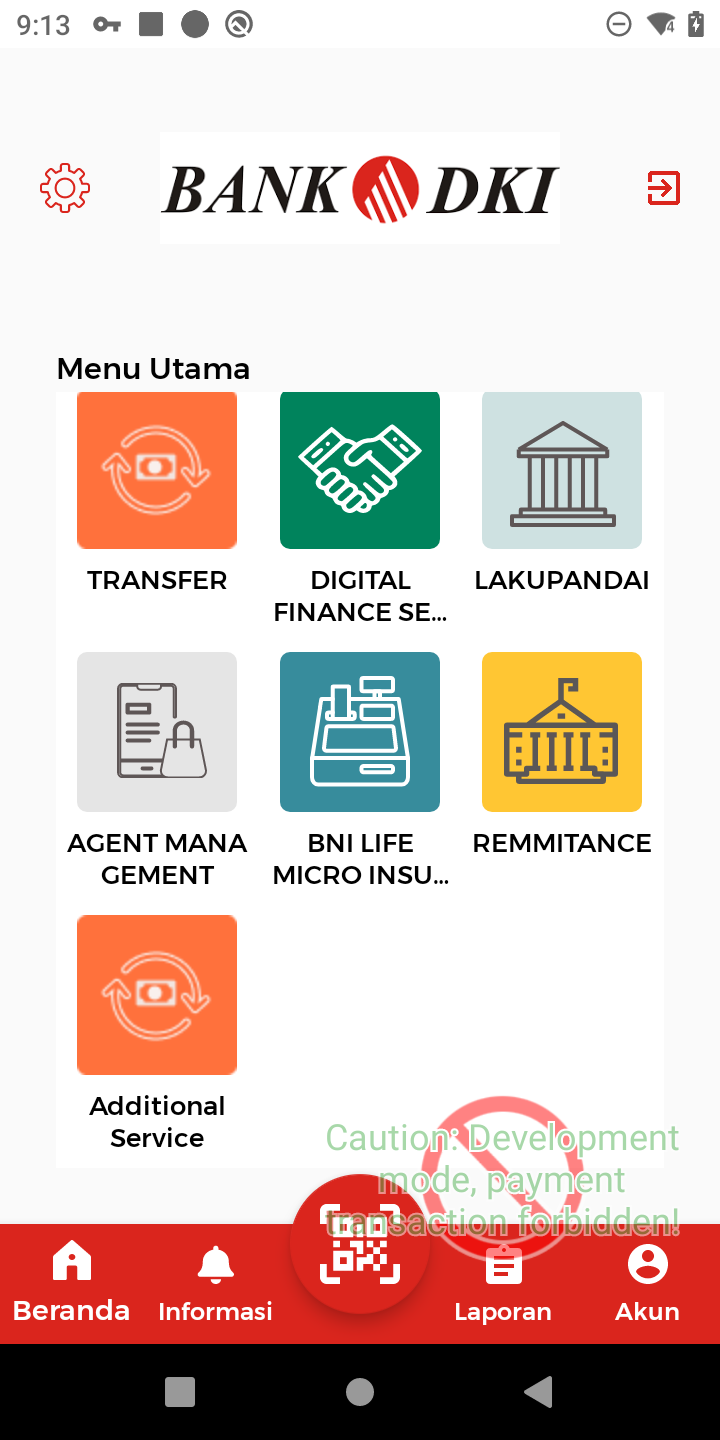 9:13
BANK DKI
Menu Utama
TRANSFER
DIGITAL
FINANCE SE...
LAKUPANDAI
AGENT MANA
GEMENT
BNI LIFE
MICRO INSU...
REMMITANCE
Additional
Service
Caution: Development
mode, payment
transaction forbidden!
Beranda
Informasi
Laporan
Akun